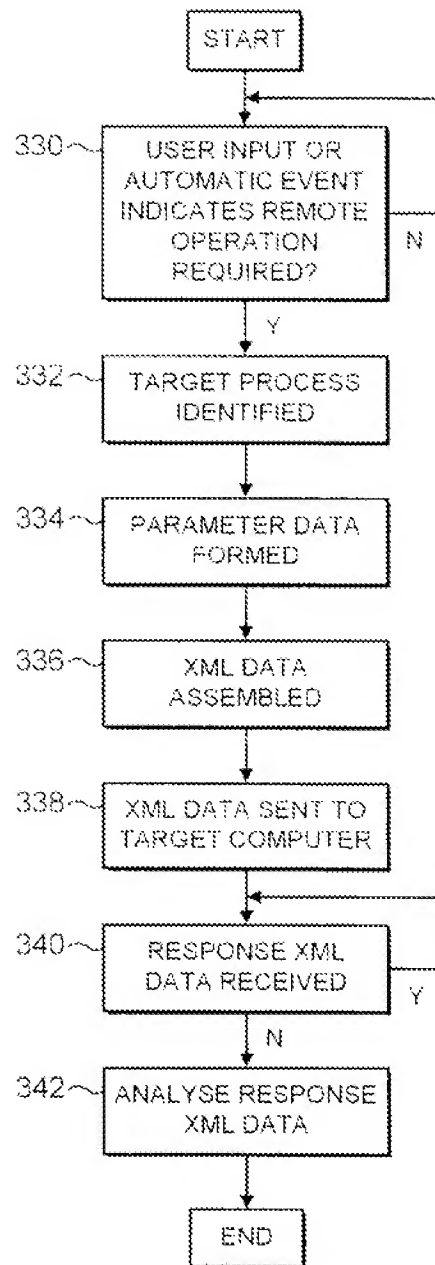 START
330
USER INPUT OR
AUTOMATIC EVENT
INDICATES REMOTE
OPERATION
REQUIRED?
N
Y
332
TARGET PROCESS
IDENTIFIED
334
PARAMETER DATA
FORMED
336
XML DATA
ASSEMBLED
338
XML DATA SENT TO
TARGET COMPUTER
340
RESPONSE XML
DATA RECEIVED
Y
N
342
ANALYSE RESPONSE
XML DATA
END